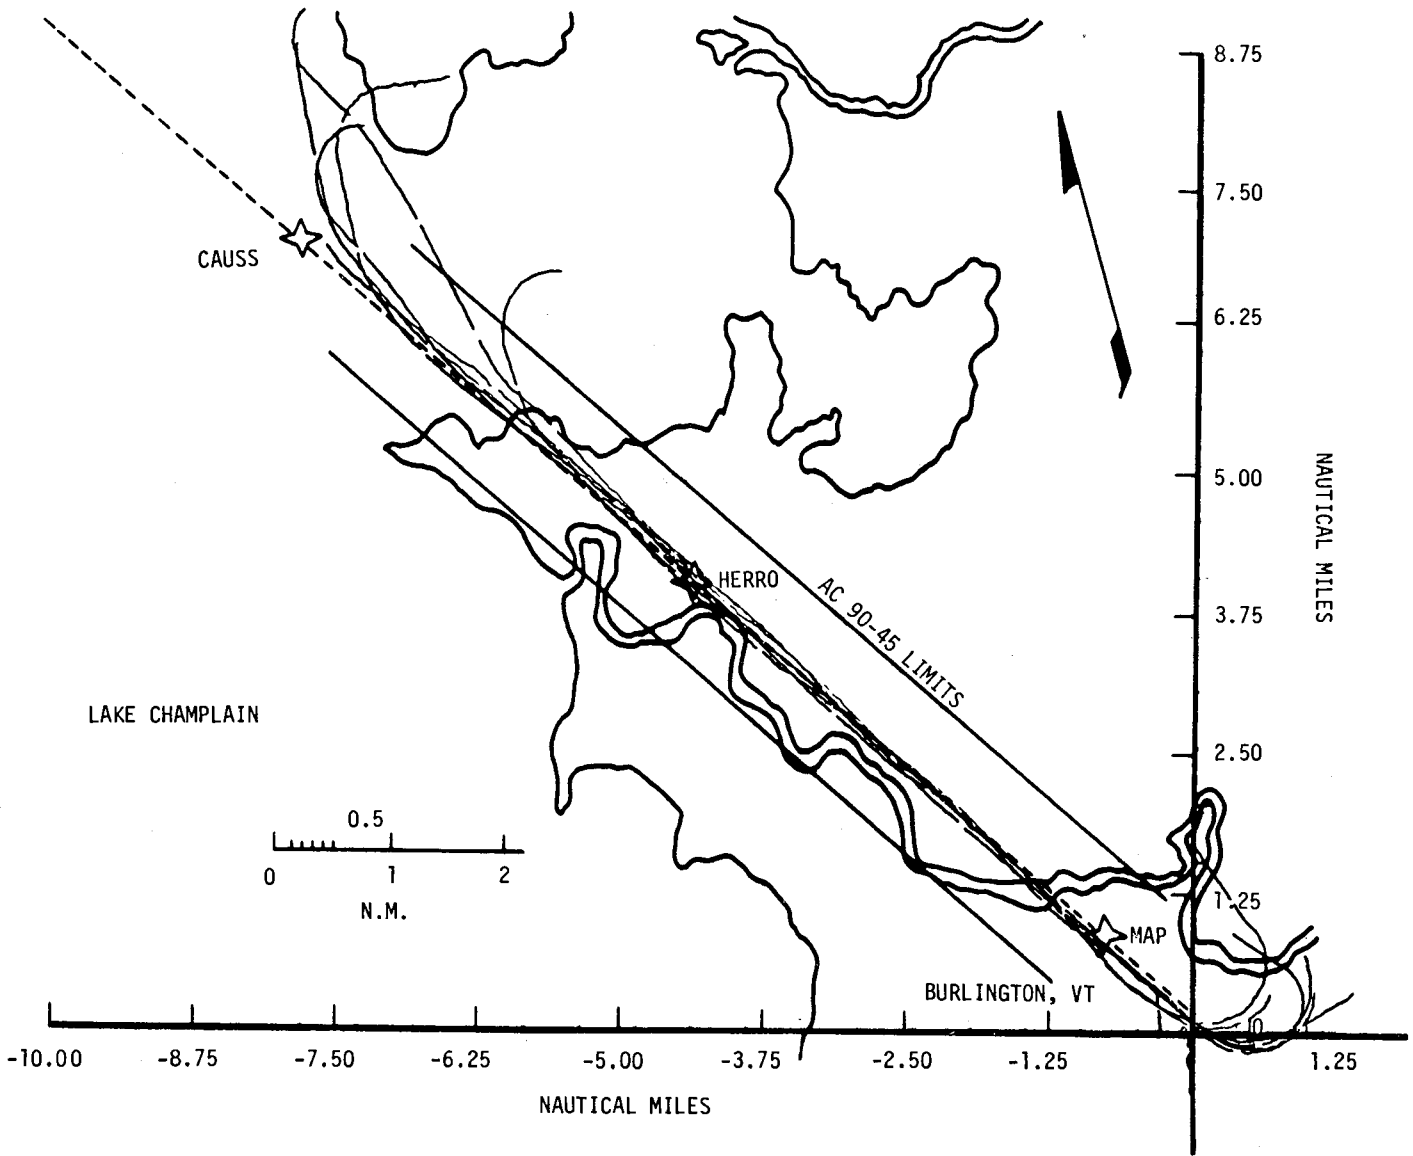 8.75
7.50
CAUSS
6.25
5.00
NAUTICAL MILES
HERRO
AC 90-45 LIMITS
3.75
LAKE CHAMPLAIN
2.50
0.5
0 1 2
N.M.
1.25
MAP
BURLINGTON, VT
0
-10.00 -8.75 -7.50 -6.25 -5.00 -3.75 -2.50 -1.25 1.25
NAUTICAL MILES